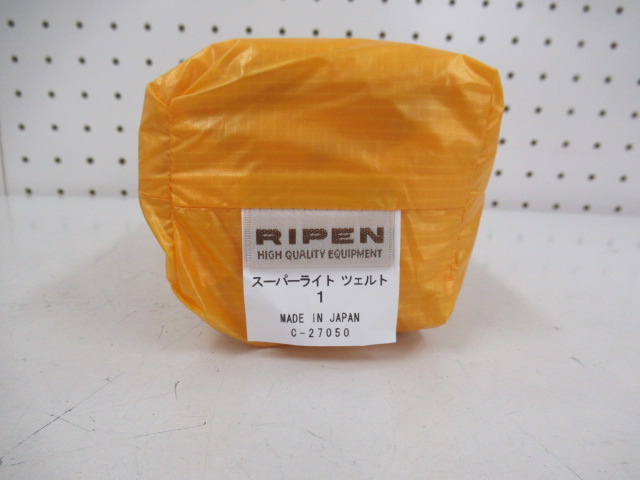 RIPEN
HIGH QUALITY EQUIPMENT
スーパーライト ツェルト
1
MADE IN JAPAN
C-27050